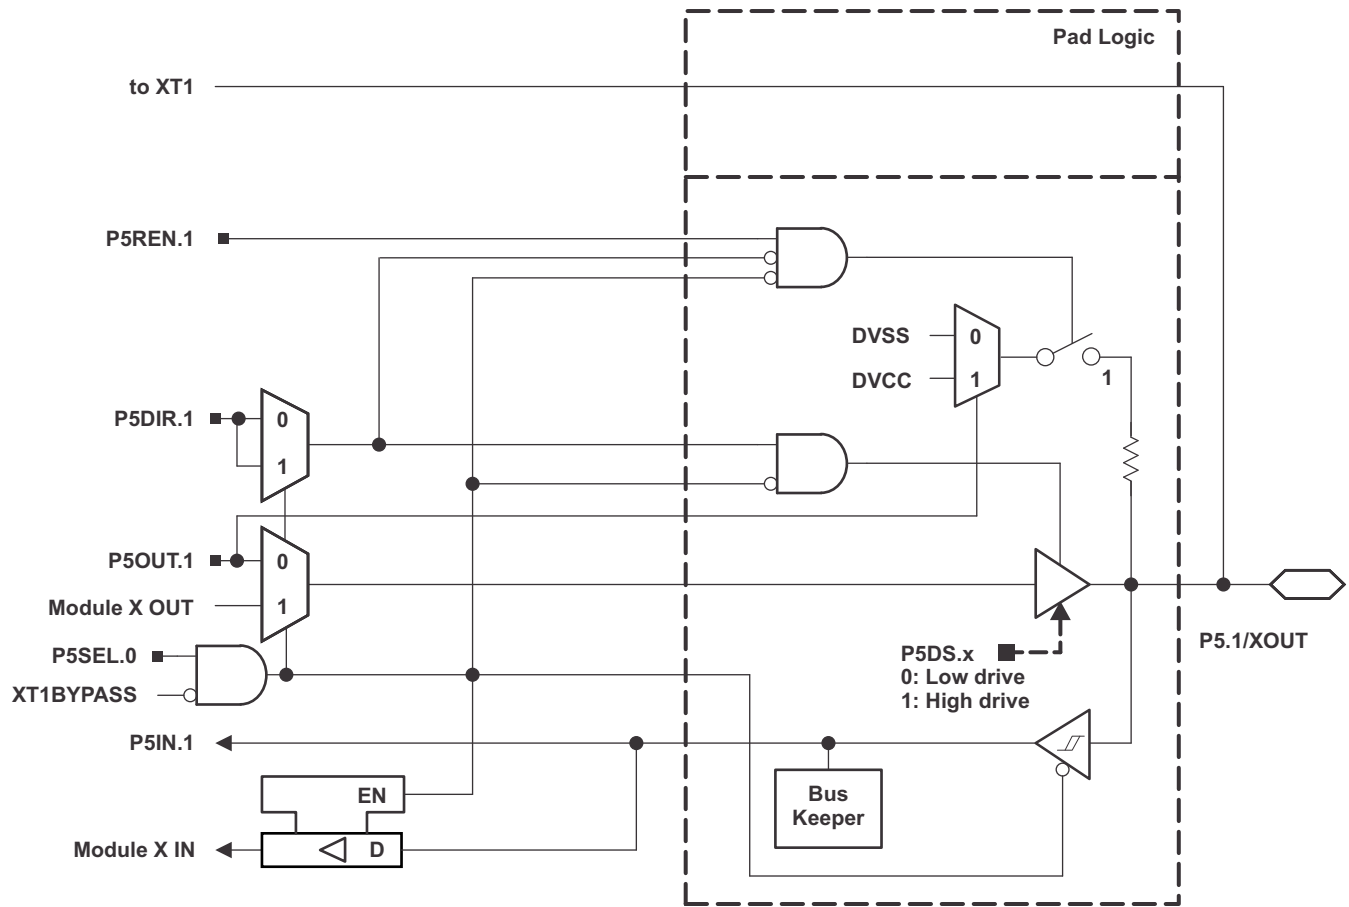 Pad Logic
to XT1
P5REN.1
DVSS
0
DVCC
1
1
P5DIR.1
0
1
P5OUT.1
0
Module X OUT
1
P5.1/XOUT
P5SEL.0
P5DS.x
0: Low drive
1: High drive
XT1BYPASS
P5IN.1
EN
Bus
Keeper
Module X IN
D